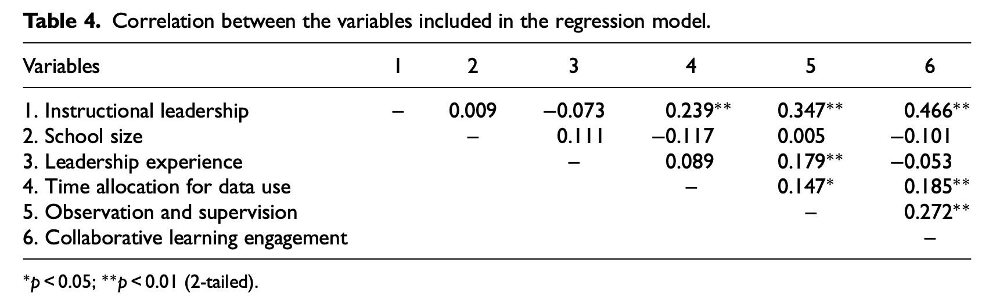 Table 4. Correlation between the variables included in the regression model.
Variables 1 2 3 4 5 6
1. Instructional leadership – 0.009 −0.073 0.239** 0.347** 0.466**
2. School size – 0.111 −0.117 0.005 −0.101
3. Leadership experience – 0.089 0.179** −0.053
4. Time allocation for data use – 0.147* 0.185**
5. Observation and supervision – 0.272**
6. Collaborative learning engagement –
*p < 0.05; **p < 0.01 (2-tailed).